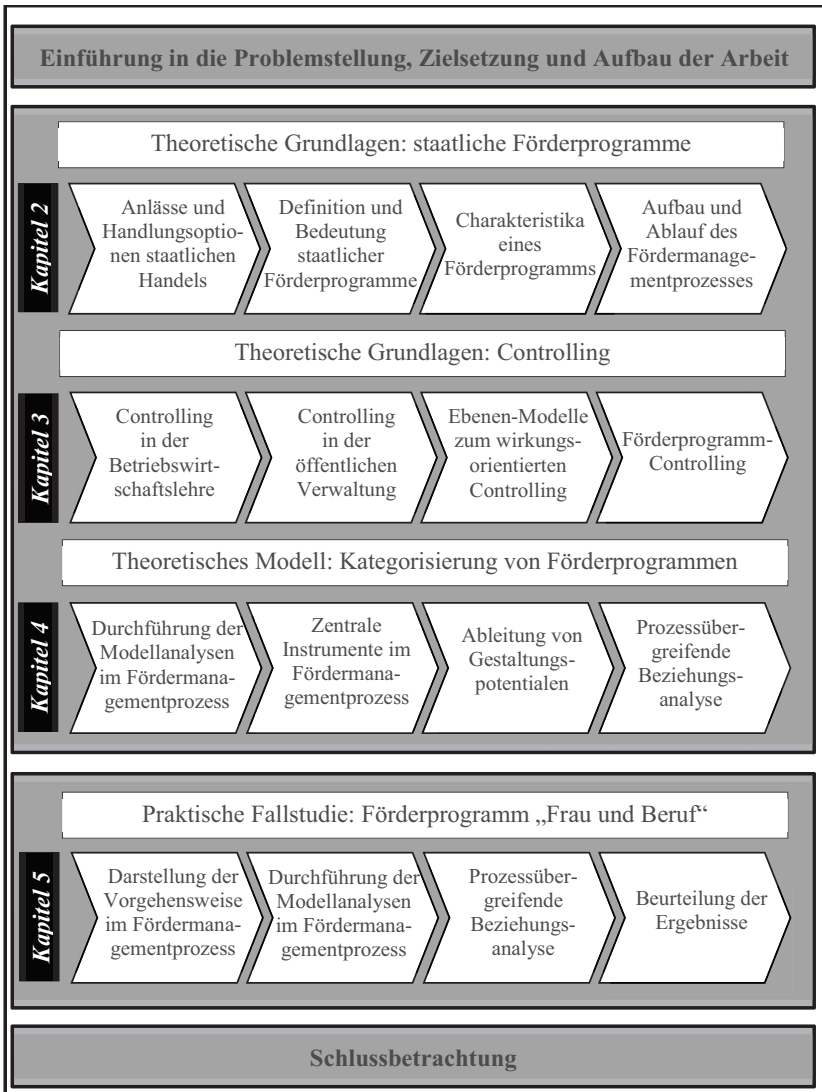 Einführung in die Problemstellung, Zielsetzung und Aufbau der Arbeit
Theoretische Grundlagen: staatliche Förderprogramme
Kapitel 2
Anlässe und
Handlungsoptio-
nen staatlichen
Handels
Definition und
Bedeutung
staatlicher
Förderprogramme
Charakteristika
eines
Förderprogramms
Aufbau und
Ablauf des
Fördermanage-
mentprozesses
Theoretische Grundlagen: Controlling
Kapitel 3
Controlling
in der
Betriebswirt-
schaftslehre
Controlling
in der
öffentlichen
Verwaltung
Ebenen-Modelle
zum wirkungs-
orientierten
Controlling
Förderprogramm-
Controlling
Theoretisches Modell: Kategorisierung von Förderprogrammen
Kapitel 4
Durchführung der
Modellanalysen
im Fördermana-
gementprozess
Zentrale
Instrumente im
Fördermana-
gementprozess
Ableitung von
Gestaltungs-
potentialen
Prozessüber-
greifende
Beziehungs-
analyse
Praktische Fallstudie: Förderprogramm „Frau und Beruf“
Kapitel 5
Darstellung der
Vorgehensweise
im Fördermana-
gementprozess
Durchführung der
Modellanalysen
im Fördermana-
gementprozess
Prozessüber-
greifende
Beziehungs-
analyse
Beurteilung der
Ergebnisse
Schlussbetrachtung